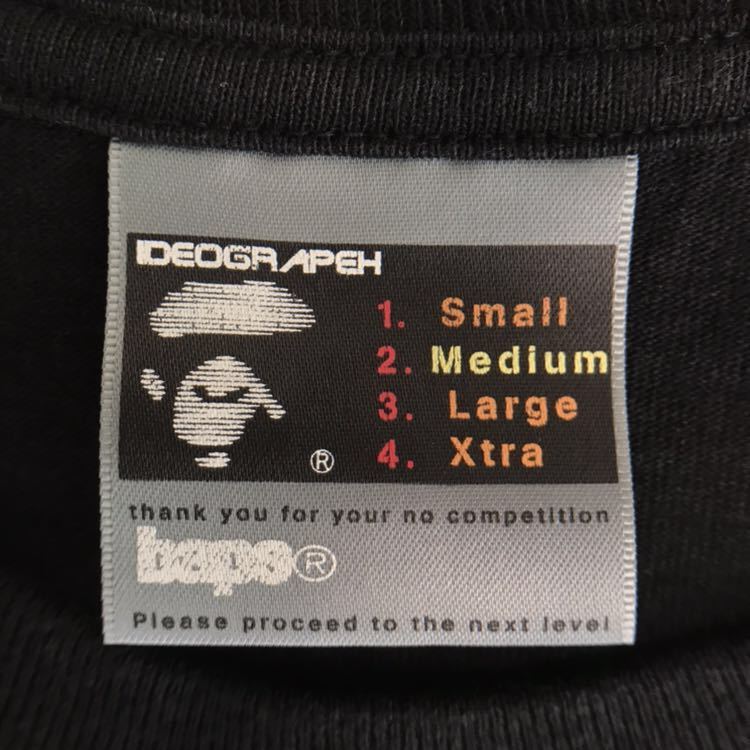 IDEOGRAPEH
1. Small
2. Medium
3. Large
4. Xtra
®
thank you for your no competition
baps®
Please proceed to the next level